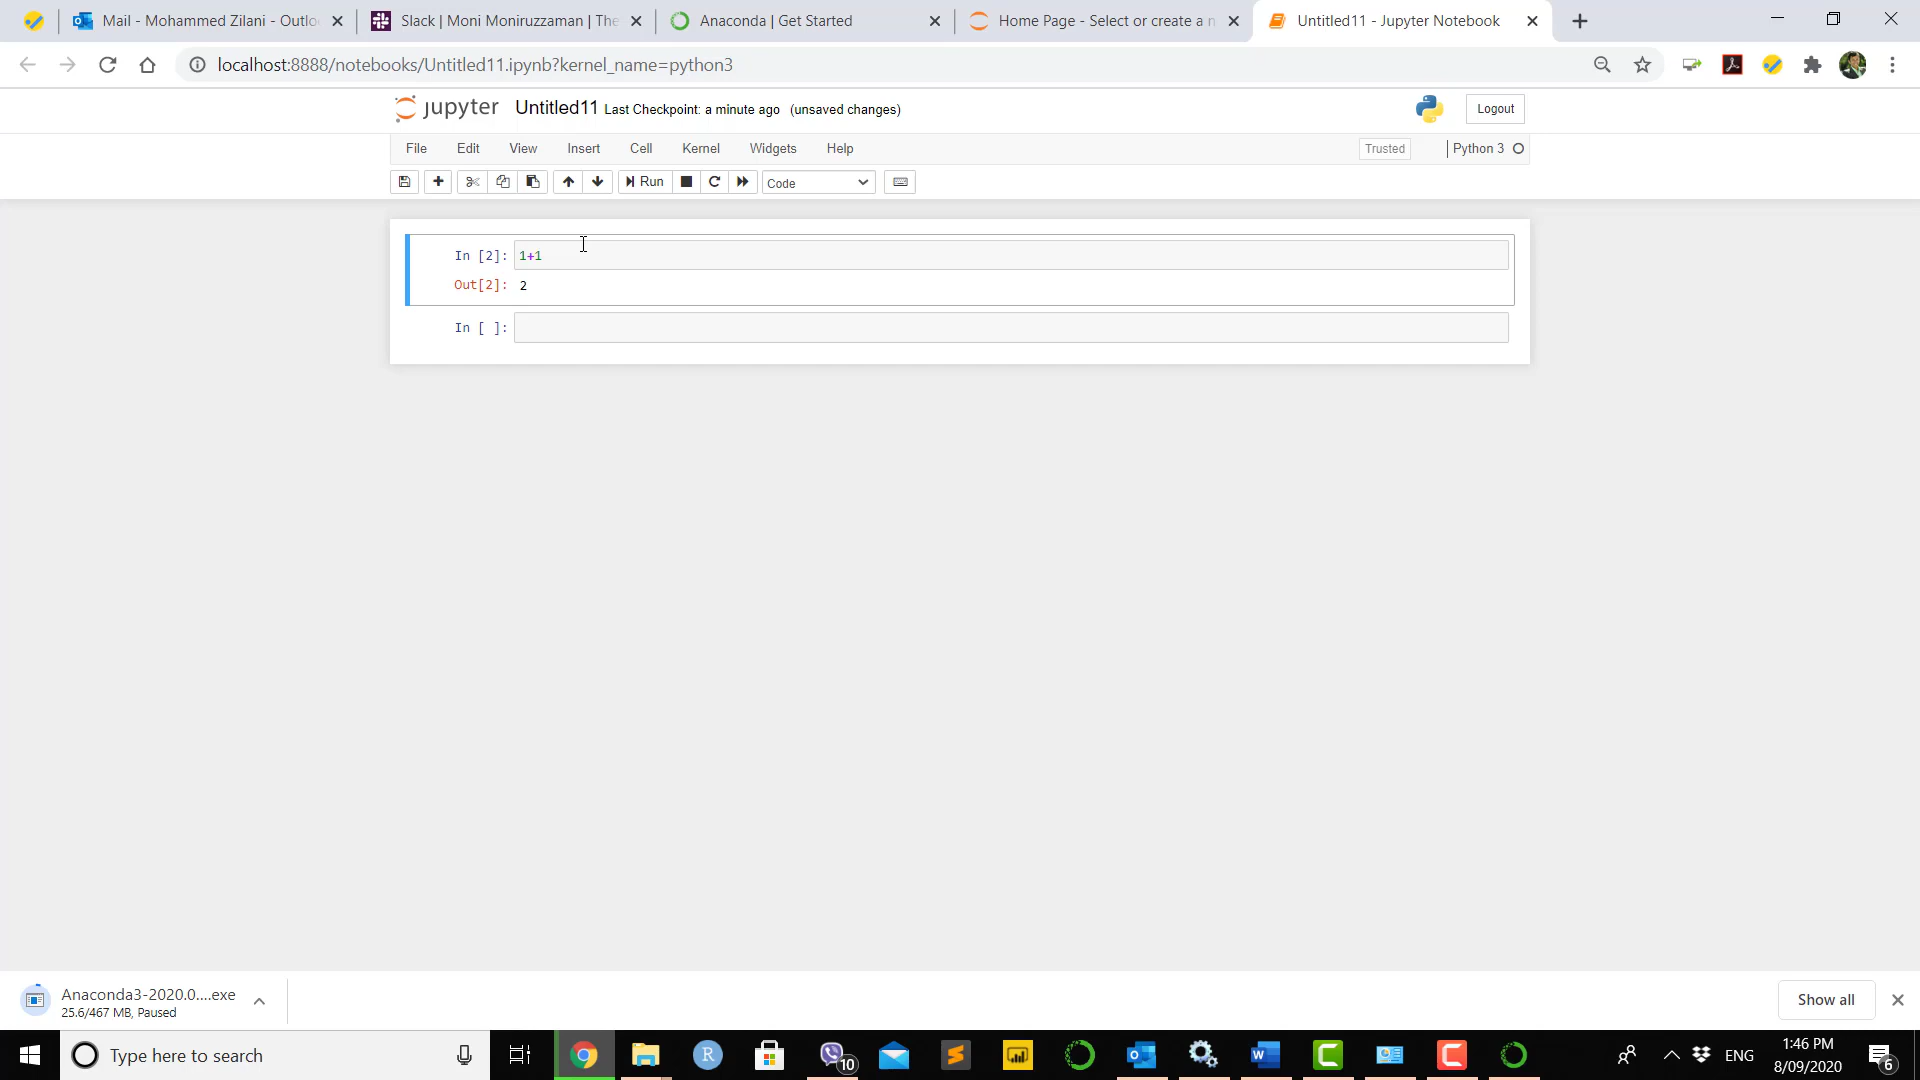 Mail - Mohammed Zilani - Outlo
Slack | Moni Moniruzzaman | The
Anaconda | Get Started
Home Page - Select or create a n
Untitled11 - Jupyter Notebook
localhost:8888/notebooks/Untitled11.ipynb?kernel_name=python3
jupyter Untitled11 Last Checkpoint: a minute ago (unsaved changes)
Logout
File Edit View Insert Cell Kernel Widgets Help
Trusted
Python 3
Run
Code
In [2]: 1+1
Out[2]: 2
In [ ]:
Anaconda3-2020.0....exe
25.6/467 MB, Paused
Show all
Type here to search
R
10
ENG
1:46 PM
8/09/2020
6